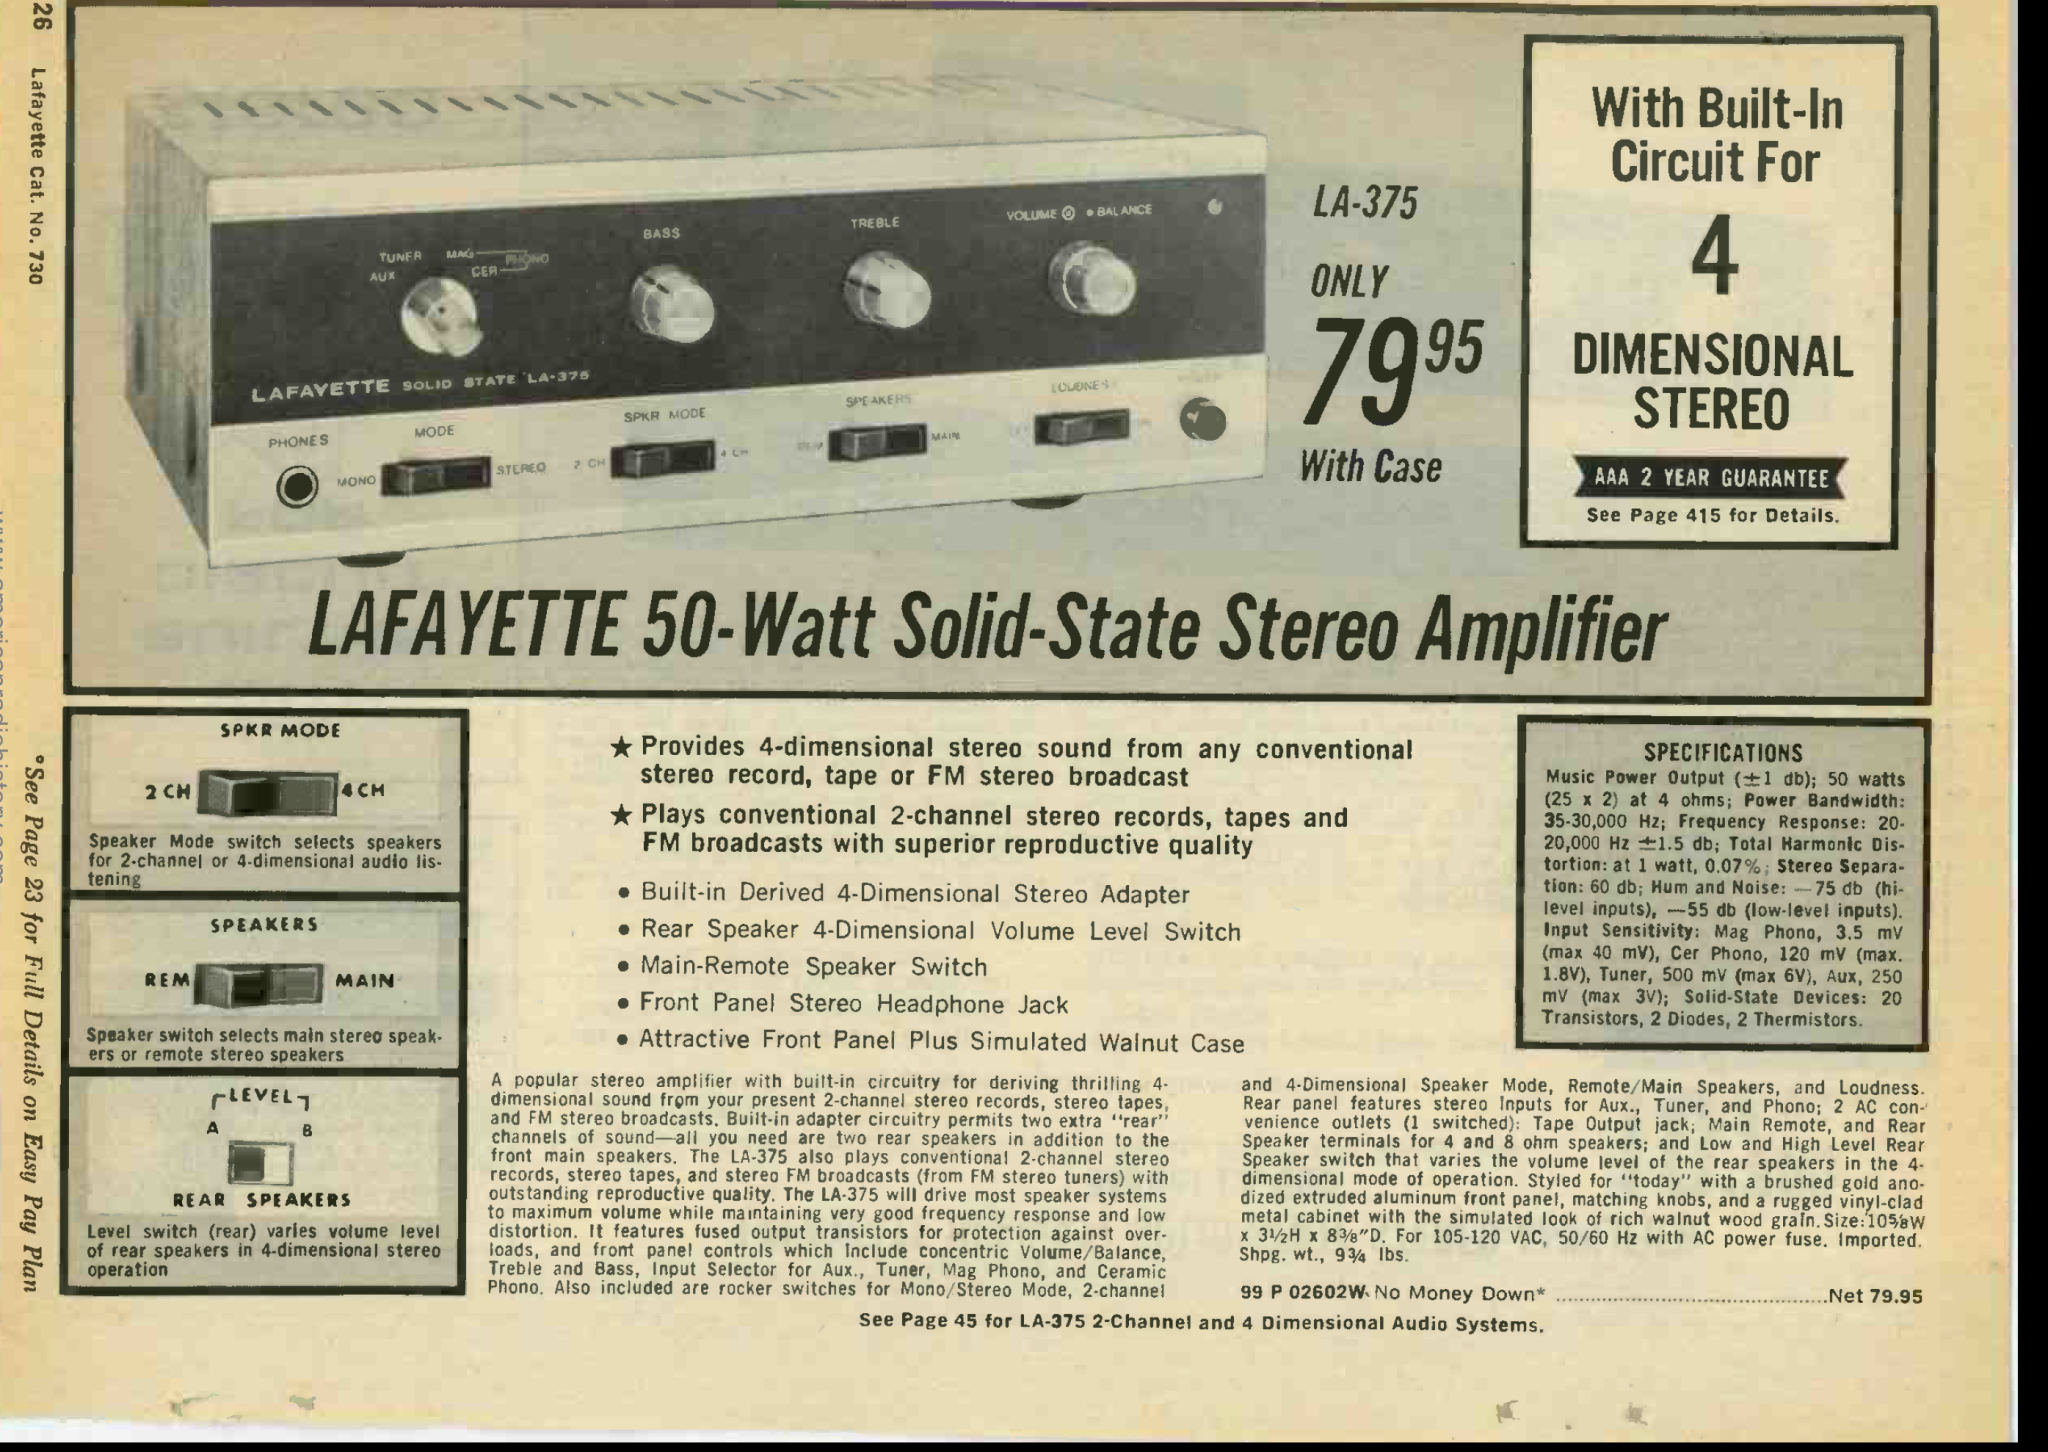 26 Lafayette Cat. No. 730
*See Page 23 for Full Details on Easy Pay Plan
TUNER
AUX
MAG
CER
PHONO
BASS
TREBLE
VOLUME
• BALANCE
LAFAYETTE SOLID STATE LA-375
PHONES
MODE
MONO
STEREO
SPKR MODE
2 CH
4 CH
SPEAKERS
REM
MAIN
LOUDNESS
LA-375
ONLY
79 95
With Case
With Built-In
Circuit For
4
DIMENSIONAL
STEREO
AAA 2 YEAR GUARANTEE
See Page 415 for Details.
LAFAYETTE 50-Watt Solid-State Stereo Amplifier
SPKR MODE
2 CH
4 CH
Speaker Mode switch selects speakers
for 2-channel or 4-dimensional audio lis-
tening
SPEAKERS
REM
MAIN
Speaker switch selects main stereo speak-
ers or remote stereo speakers
LEVEL
A B
REAR SPEAKERS
Level switch (rear) varies volume level
of rear speakers in 4-dimensional stereo
operation
★ Provides 4-dimensional stereo sound from any conventional
stereo record, tape or FM stereo broadcast
★ Plays conventional 2-channel stereo records, tapes and
FM broadcasts with superior reproductive quality
• Built-in Derived 4-Dimensional Stereo Adapter
• Rear Speaker 4-Dimensional Volume Level Switch
• Main-Remote Speaker Switch
• Front Panel Stereo Headphone Jack
• Attractive Front Panel Plus Simulated Walnut Case
SPECIFICATIONS
Music Power Output (±1 db); 50 watts
(25 x 2) at 4 ohms; Power Bandwidth:
35-30,000 Hz; Frequency Response: 20-
20,000 Hz ±1.5 db; Total Harmonic Dis-
tortion: at 1 watt, 0.07%; Stereo Separa-
tion: 60 db; Hum and Noise: —75 db (hi-
level inputs), —55 db (low-level inputs).
Input Sensitivity: Mag Phono, 3.5 mV
(max 40 mV), Cer Phono, 120 mV (max.
1.8V), Tuner, 500 mV (max 6V), Aux, 250
mV (max 3V); Solid-State Devices: 20
Transistors, 2 Diodes, 2 Thermistors.
A popular stereo amplifier with built-in circuitry for deriving thrilling 4-
dimensional sound from your present 2-channel stereo records, stereo tapes,
and FM stereo broadcasts. Built-in adapter circuitry permits two extra "rear"
channels of sound—all you need are two rear speakers in addition to the
front main speakers. The LA-375 also plays conventional 2-channel stereo
records, stereo tapes, and stereo FM broadcasts (from FM stereo tuners) with
outstanding reproductive quality. The LA-375 will drive most speaker systems
to maximum volume while maintaining very good frequency response and low
distortion. It features fused output transistors for protection against over-
loads, and front panel controls which include concentric Volume/Balance,
Treble and Bass, Input Selector for Aux., Tuner, Mag Phono, and Ceramic
Phono. Also included are rocker switches for Mono/Stereo Mode, 2-channel
and 4-Dimensional Speaker Mode, Remote/Main Speakers, and Loudness.
Rear panel features stereo Inputs for Aux., Tuner, and Phono; 2 AC con-
venience outlets (1 switched): Tape Output jack; Main Remote, and Rear
Speaker terminals for 4 and 8 ohm speakers; and Low and High Level Rear
Speaker switch that varies the volume level of the rear speakers in the 4-
dimensional mode of operation. Styled for "today" with a brushed gold ano-
dized extruded aluminum front panel, matching knobs, and a rugged vinyl-clad
metal cabinet with the simulated look of rich walnut wood grain. Size: 10⅝W
x 3½H x 8⅜"D. For 105-120 VAC, 50/60 Hz with AC power fuse. Imported.
Shpg. wt., 9¾ lbs.
99 P 02602W. No Money Down* ........ Net 79.95
See Page 45 for LA-375 2-Channel and 4 Dimensional Audio Systems.